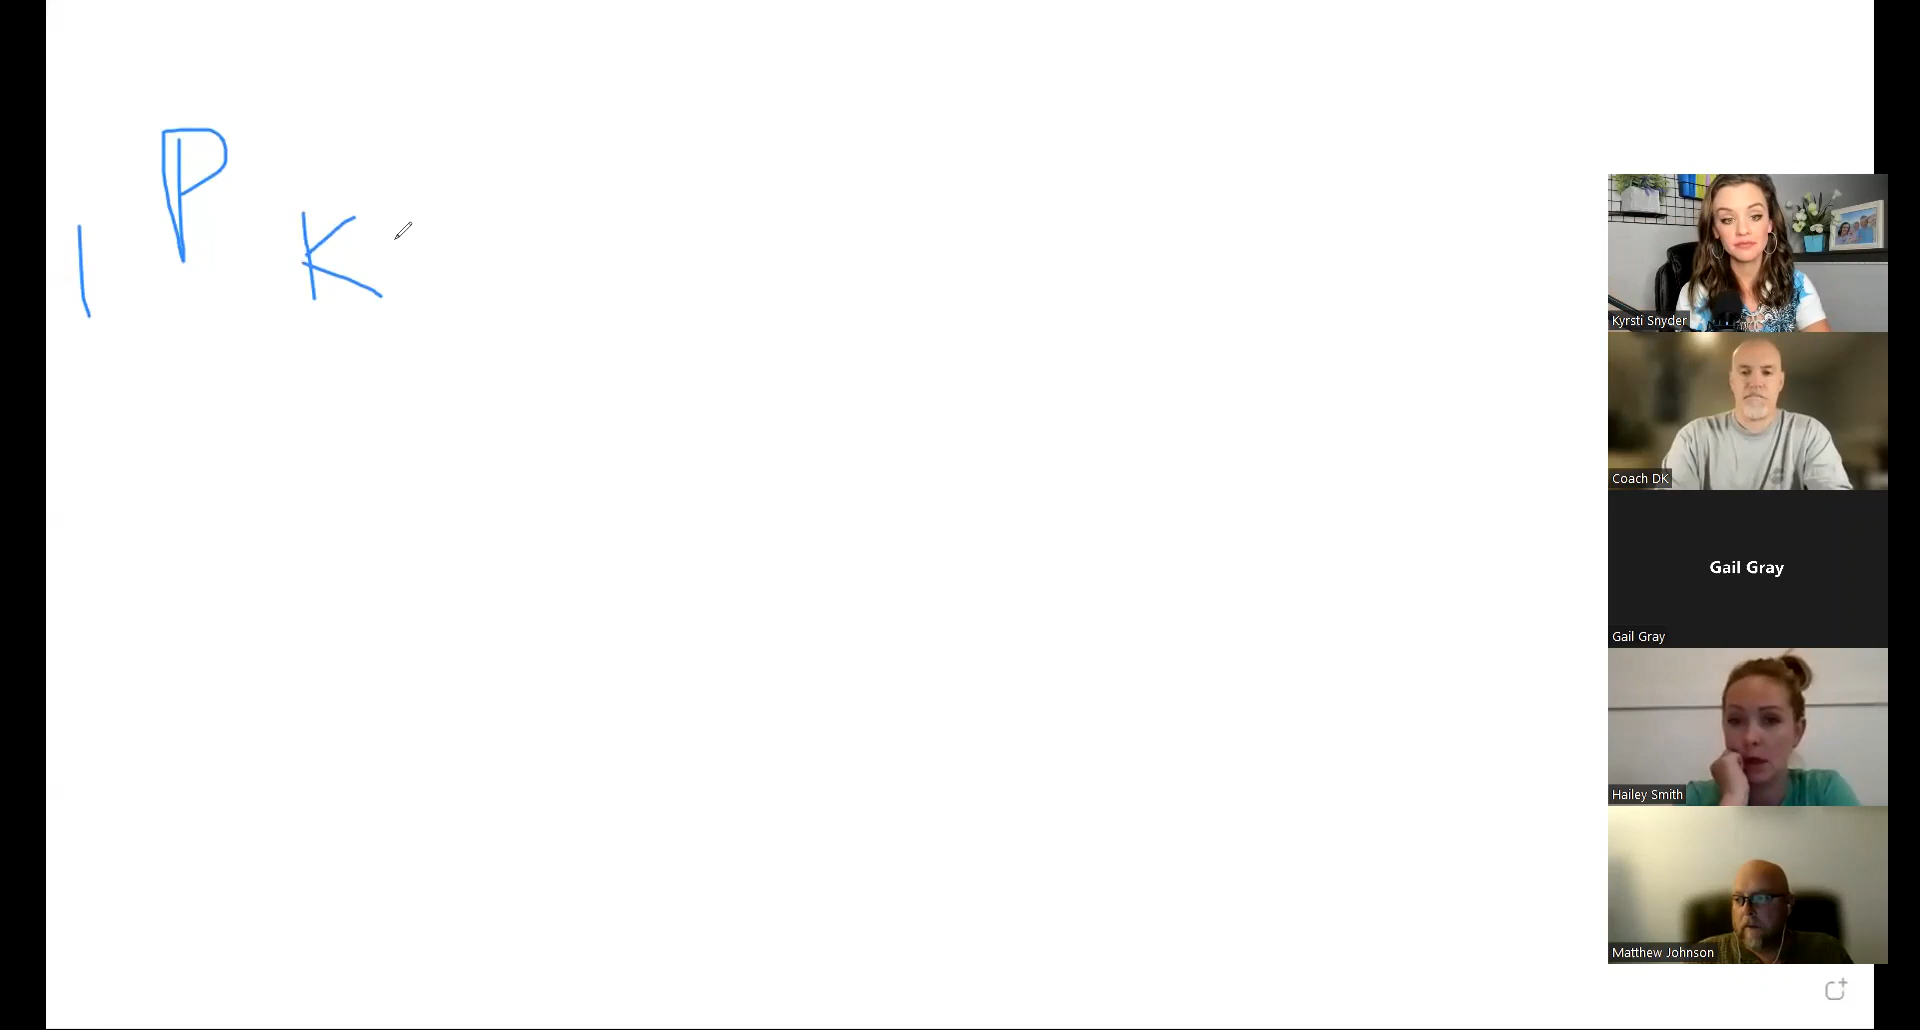 I P K
Kyrsti Snyder
Coach DK
Gail Gray
Gail Gray
Hailey Smith
Matthew Johnson